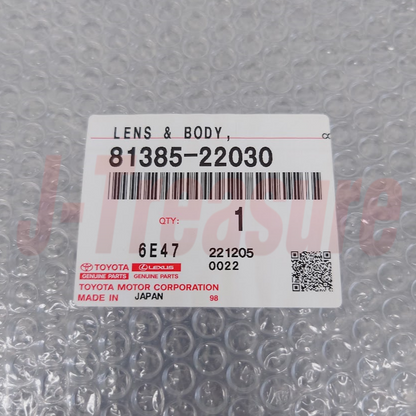 LENS & BODY,
81385-22030
QTY: 1
6E47 221205
0022
TOYOTA LEXUS
GENUINE PARTS GENUINE PARTS
TOYOTA MOTOR CORPORATION
MADE IN JAPAN 98
J-Treasure